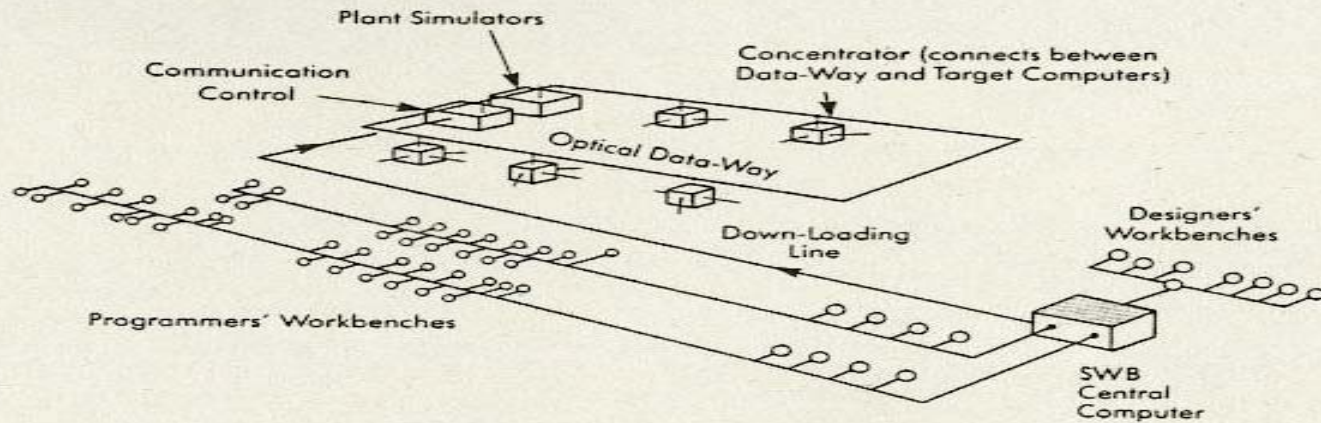 Plant Simulators
Concentrator (connects between
Data-Way and Target Computers)
Communication
Control
Optical Data-Way
Designers'
Workbenches
Down-Loading
Line
Programmers' Workbenches
SWB
Central
Computer